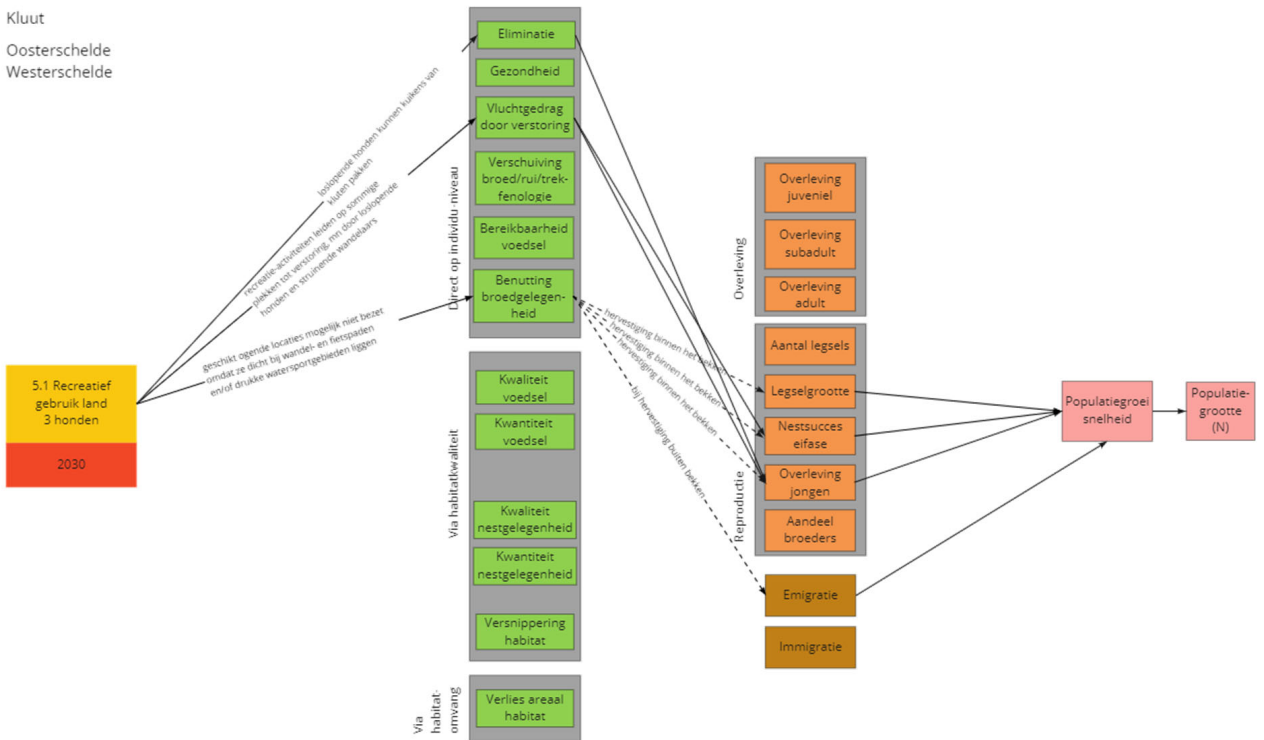 Kluut
Oosterschelde
Westerschelde
5.1 Recreatief
gebruik land
3 honden
2030
loslopende honden kunnen kuikens van
kluten pakken
recreatie-activiteiten leiden op sommige
plekken tot verstoring, mn door loslopende
honden en struinende wandelaars
geschikt ogende locaties mogelijk niet bezet
omdat ze dicht bij wandel- en fietspaden
en/of drukke watersportgebieden liggen
Direct op individu-niveau
Eliminatie
Gezondheid
Vluchtgedrag
door verstoring
Verschuiving
broed/rui/trek-
fenologie
Bereikbaarheid
voedsel
Benutting
broedgelegen-
heid
Via habitatkwaliteit
Kwaliteit
voedsel
Kwantiteit
voedsel
Kwaliteit
nestgelegenheid
Kwantiteit
nestgelegenheid
Versnippering
habitat
Via
habitat-
omvang
Verlies areaal
habitat
hervestiging binnen het bekken
hervestiging binnen het bekken
hervestiging binnen het bekken
bij hervestiging buiten bekken
Overleving
Overleving
juveniel
Overleving
subadult
Overleving
adult
Reproductie
Aantal legsels
Legselgrootte
Nestsucces
eifase
Overleving
jongen
Aandeel
broeders
Emigratie
Immigratie
Populatiegroei
snelheid
Populatie-
grootte
(N)